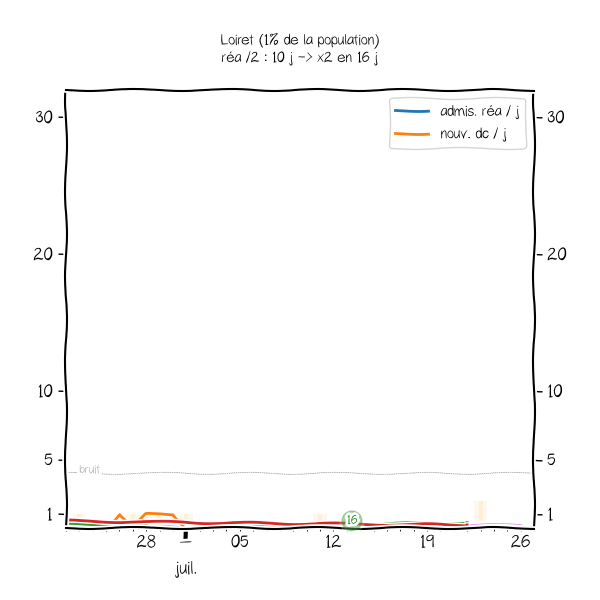 Loiret (1% de la population)
réa /2 : 10 j -> x2 en 16 j
admis. réa / j
nouv. dc / j
30
30
20
20
10
10
5
5
bruit
1
1
16
28
1
05
12
19
26
juil.